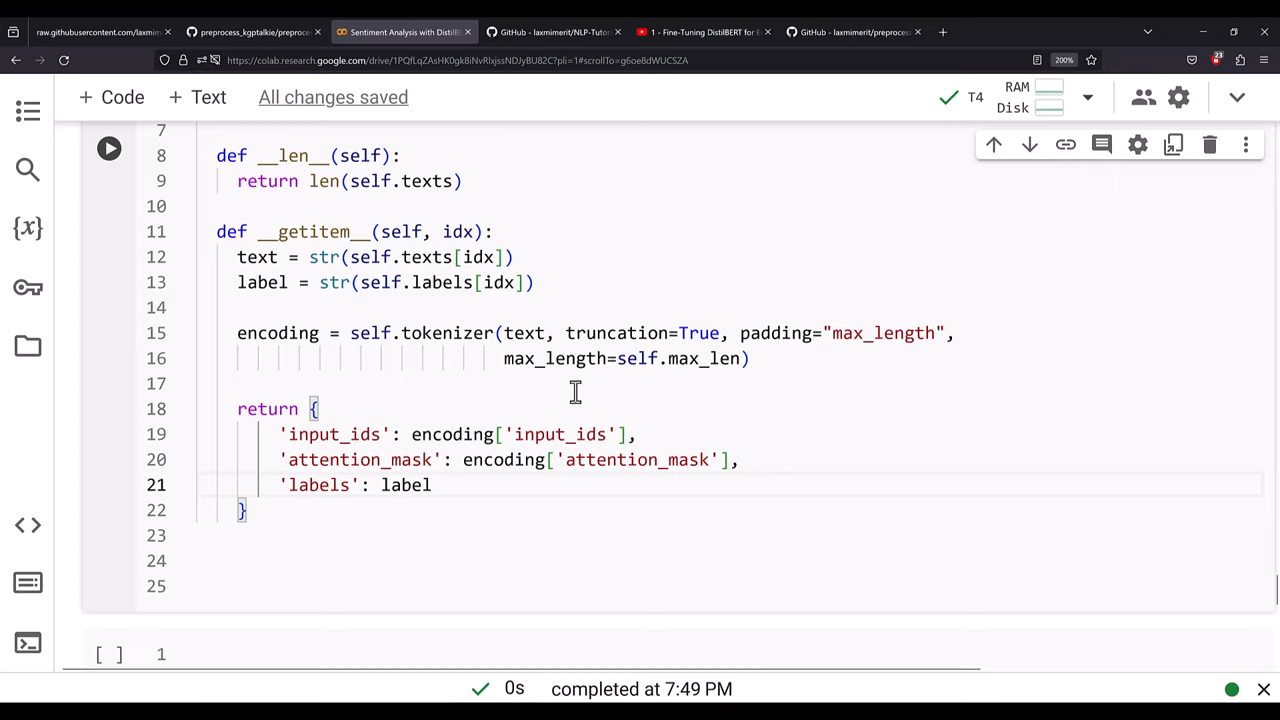 raw.githubusercontent.com/laxmim
preprocess_kgptalkie/preproce
Sentiment Analysis with DistilB
GitHub - laxmimerit/NLP-Tutor
1 - Fine-Tuning DistilBERT for E
GitHub - laxmimerit/preproces
https://colab.research.google.com/drive/1PQfLqZAsHK0gk8iNvRlxjssNDJyBU82C?pli=1#scrollTo=g6oe8dWUCSZA
200%
23
+ Code
+ Text
All changes saved
T4
RAM
Disk
7
8 def __len__(self):
9 return len(self.texts)
10
11 def __getitem__(self, idx):
12 text = str(self.texts[idx])
13 label = str(self.labels[idx])
14
15 encoding = self.tokenizer(text, truncation=True, padding="max_length",
16 max_length=self.max_len)
17
18 return {
19 'input_ids': encoding['input_ids'],
20 'attention_mask': encoding['attention_mask'],
21 'labels': label
22 }
23
24
25
[ ] 1
0s completed at 7:49 PM